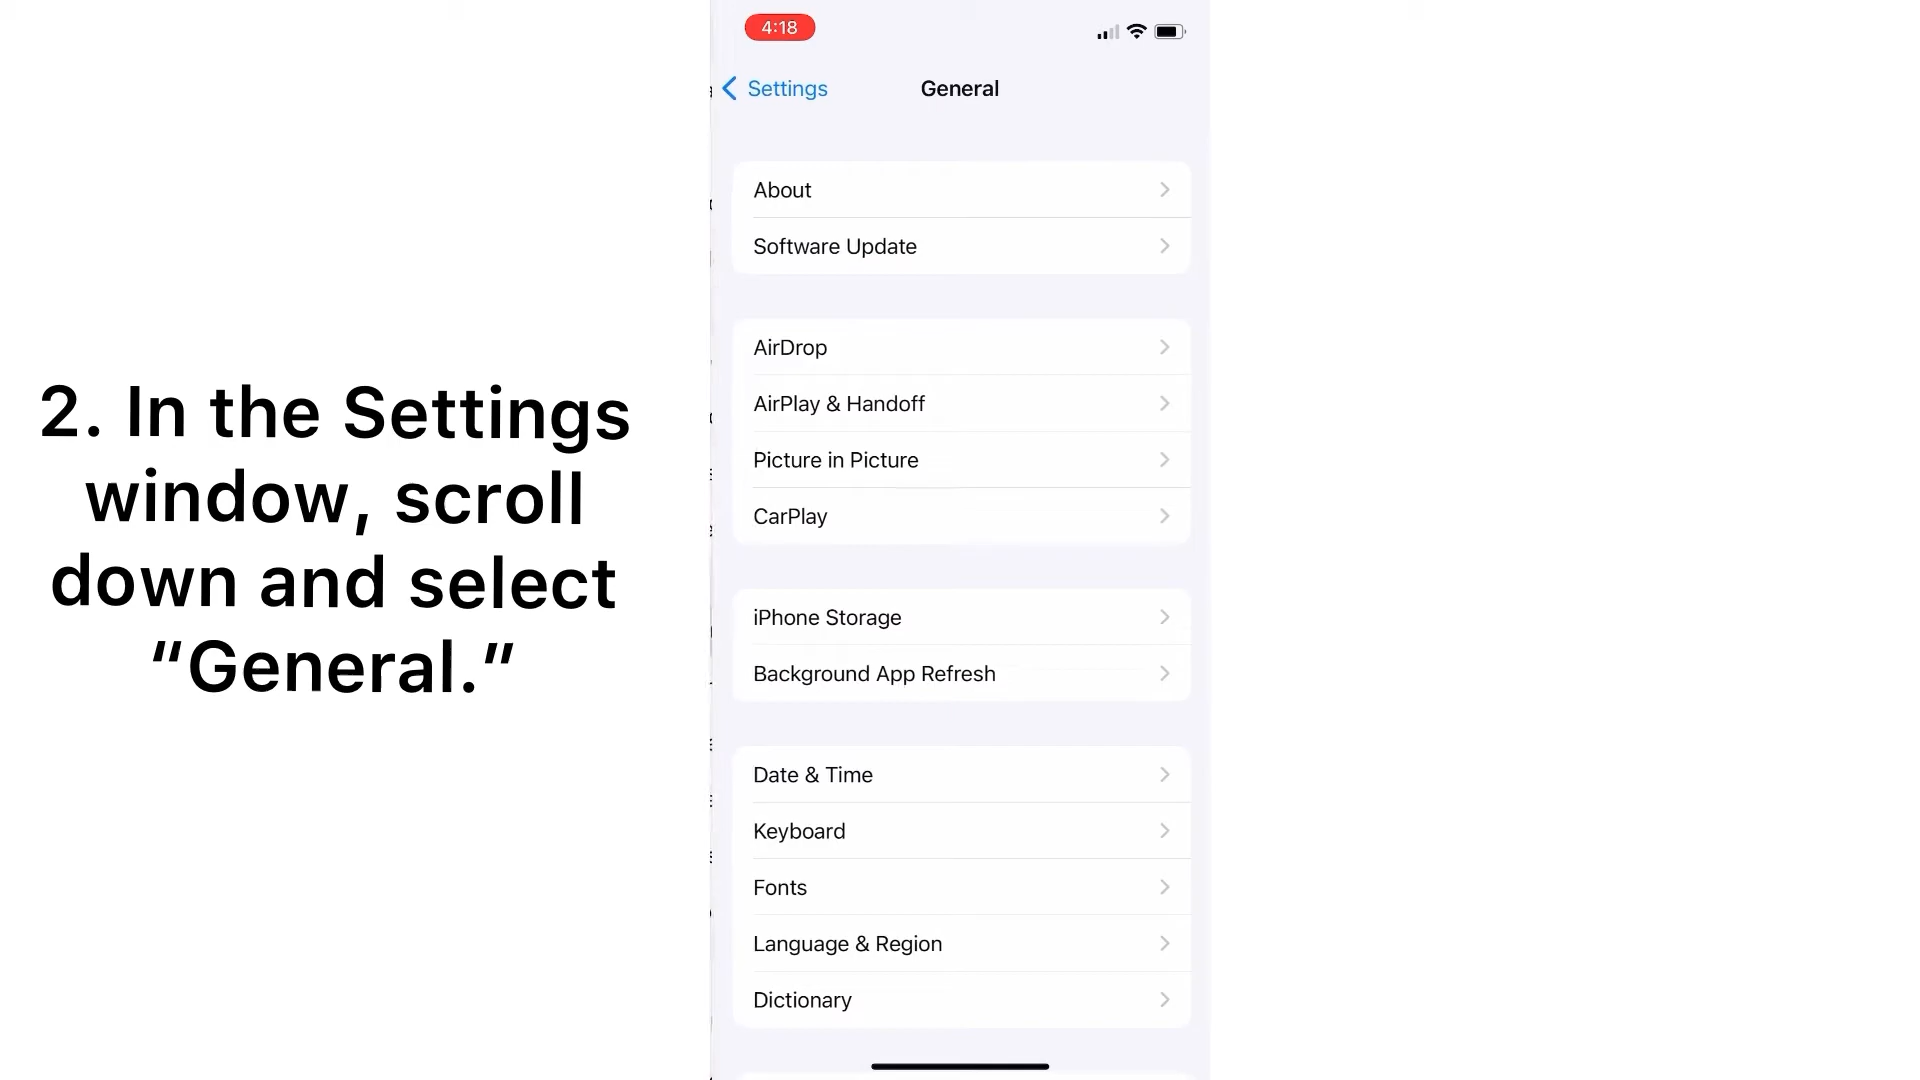 2. In the Settings
window, scroll
down and select
“General.”
4:18
Settings
General
About
Software Update
AirDrop
AirPlay & Handoff
Picture in Picture
CarPlay
iPhone Storage
Background App Refresh
Date & Time
Keyboard
Fonts
Language & Region
Dictionary